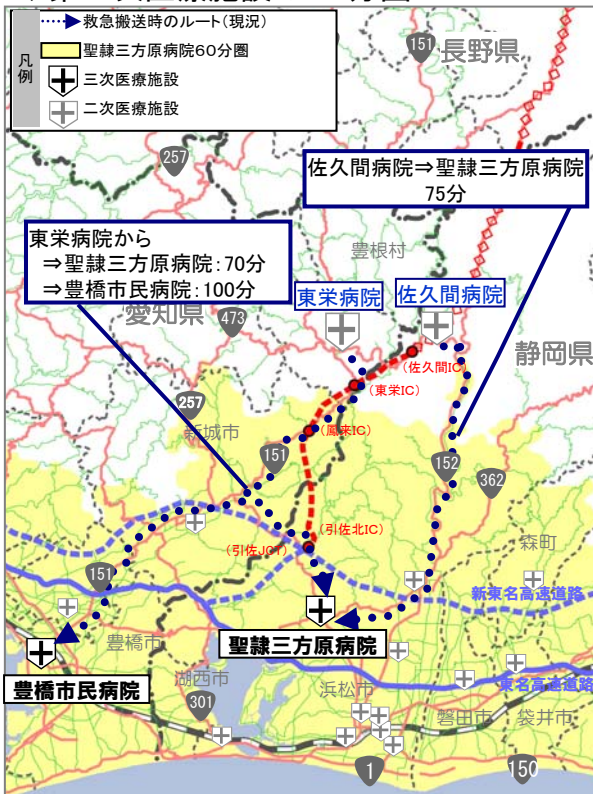 凡例
救急搬送時のルート(現況)
聖隷三方原病院60分圏
三次医療施設
二次医療施設
151
長野県
257
佐久間病院⇒聖隷三方原病院
75分
東栄病院から
⇒聖隷三方原病院:70分
⇒豊橋市民病院:100分
豊根村
東栄病院
佐久間病院
愛知県
473
静岡県
(佐久間IC)
(東栄IC)
257
新城市
(鳳来IC)
151
152
362
(引佐北IC)
(引佐JCT)
森町
151
新東名高速道路
豊橋市
聖隷三方原病院
豊橋市民病院
湖西市
浜松市
東名高速道路
301
磐田市
袋井市
1
150